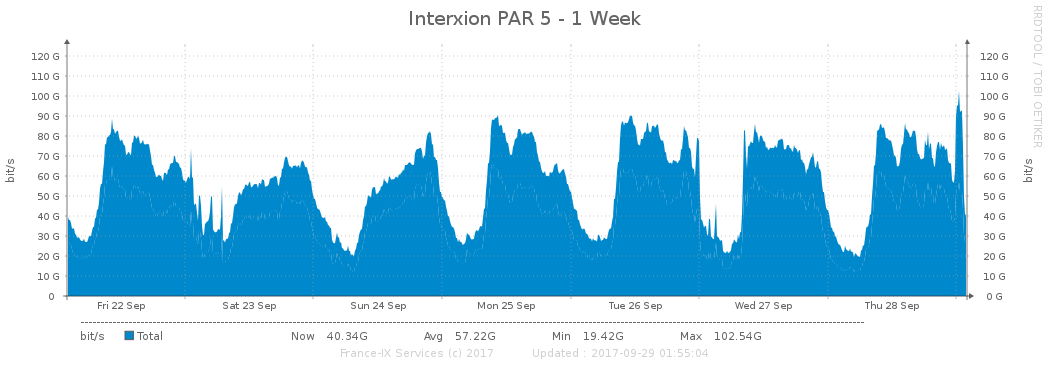 Interxion PAR 5 - 1 Week
RRDTOOL / TOBI OETIKER
bit/s
bit/s
120 G 120 G
110 G 110 G
100 G 100 G
90 G 90 G
80 G 80 G
70 G 70 G
60 G 60 G
50 G 50 G
40 G 40 G
30 G 30 G
20 G 20 G
10 G 10 G
0 0 G
Fri 22 Sep Sat 23 Sep Sun 24 Sep Mon 25 Sep Tue 26 Sep Wed 27 Sep Thu 28 Sep
bit/s Total Now 40.34G Avg 57.22G Min 19.42G Max 102.54G
France-IX Services (c) 2017 Updated : 2017-09-29 01:55:04